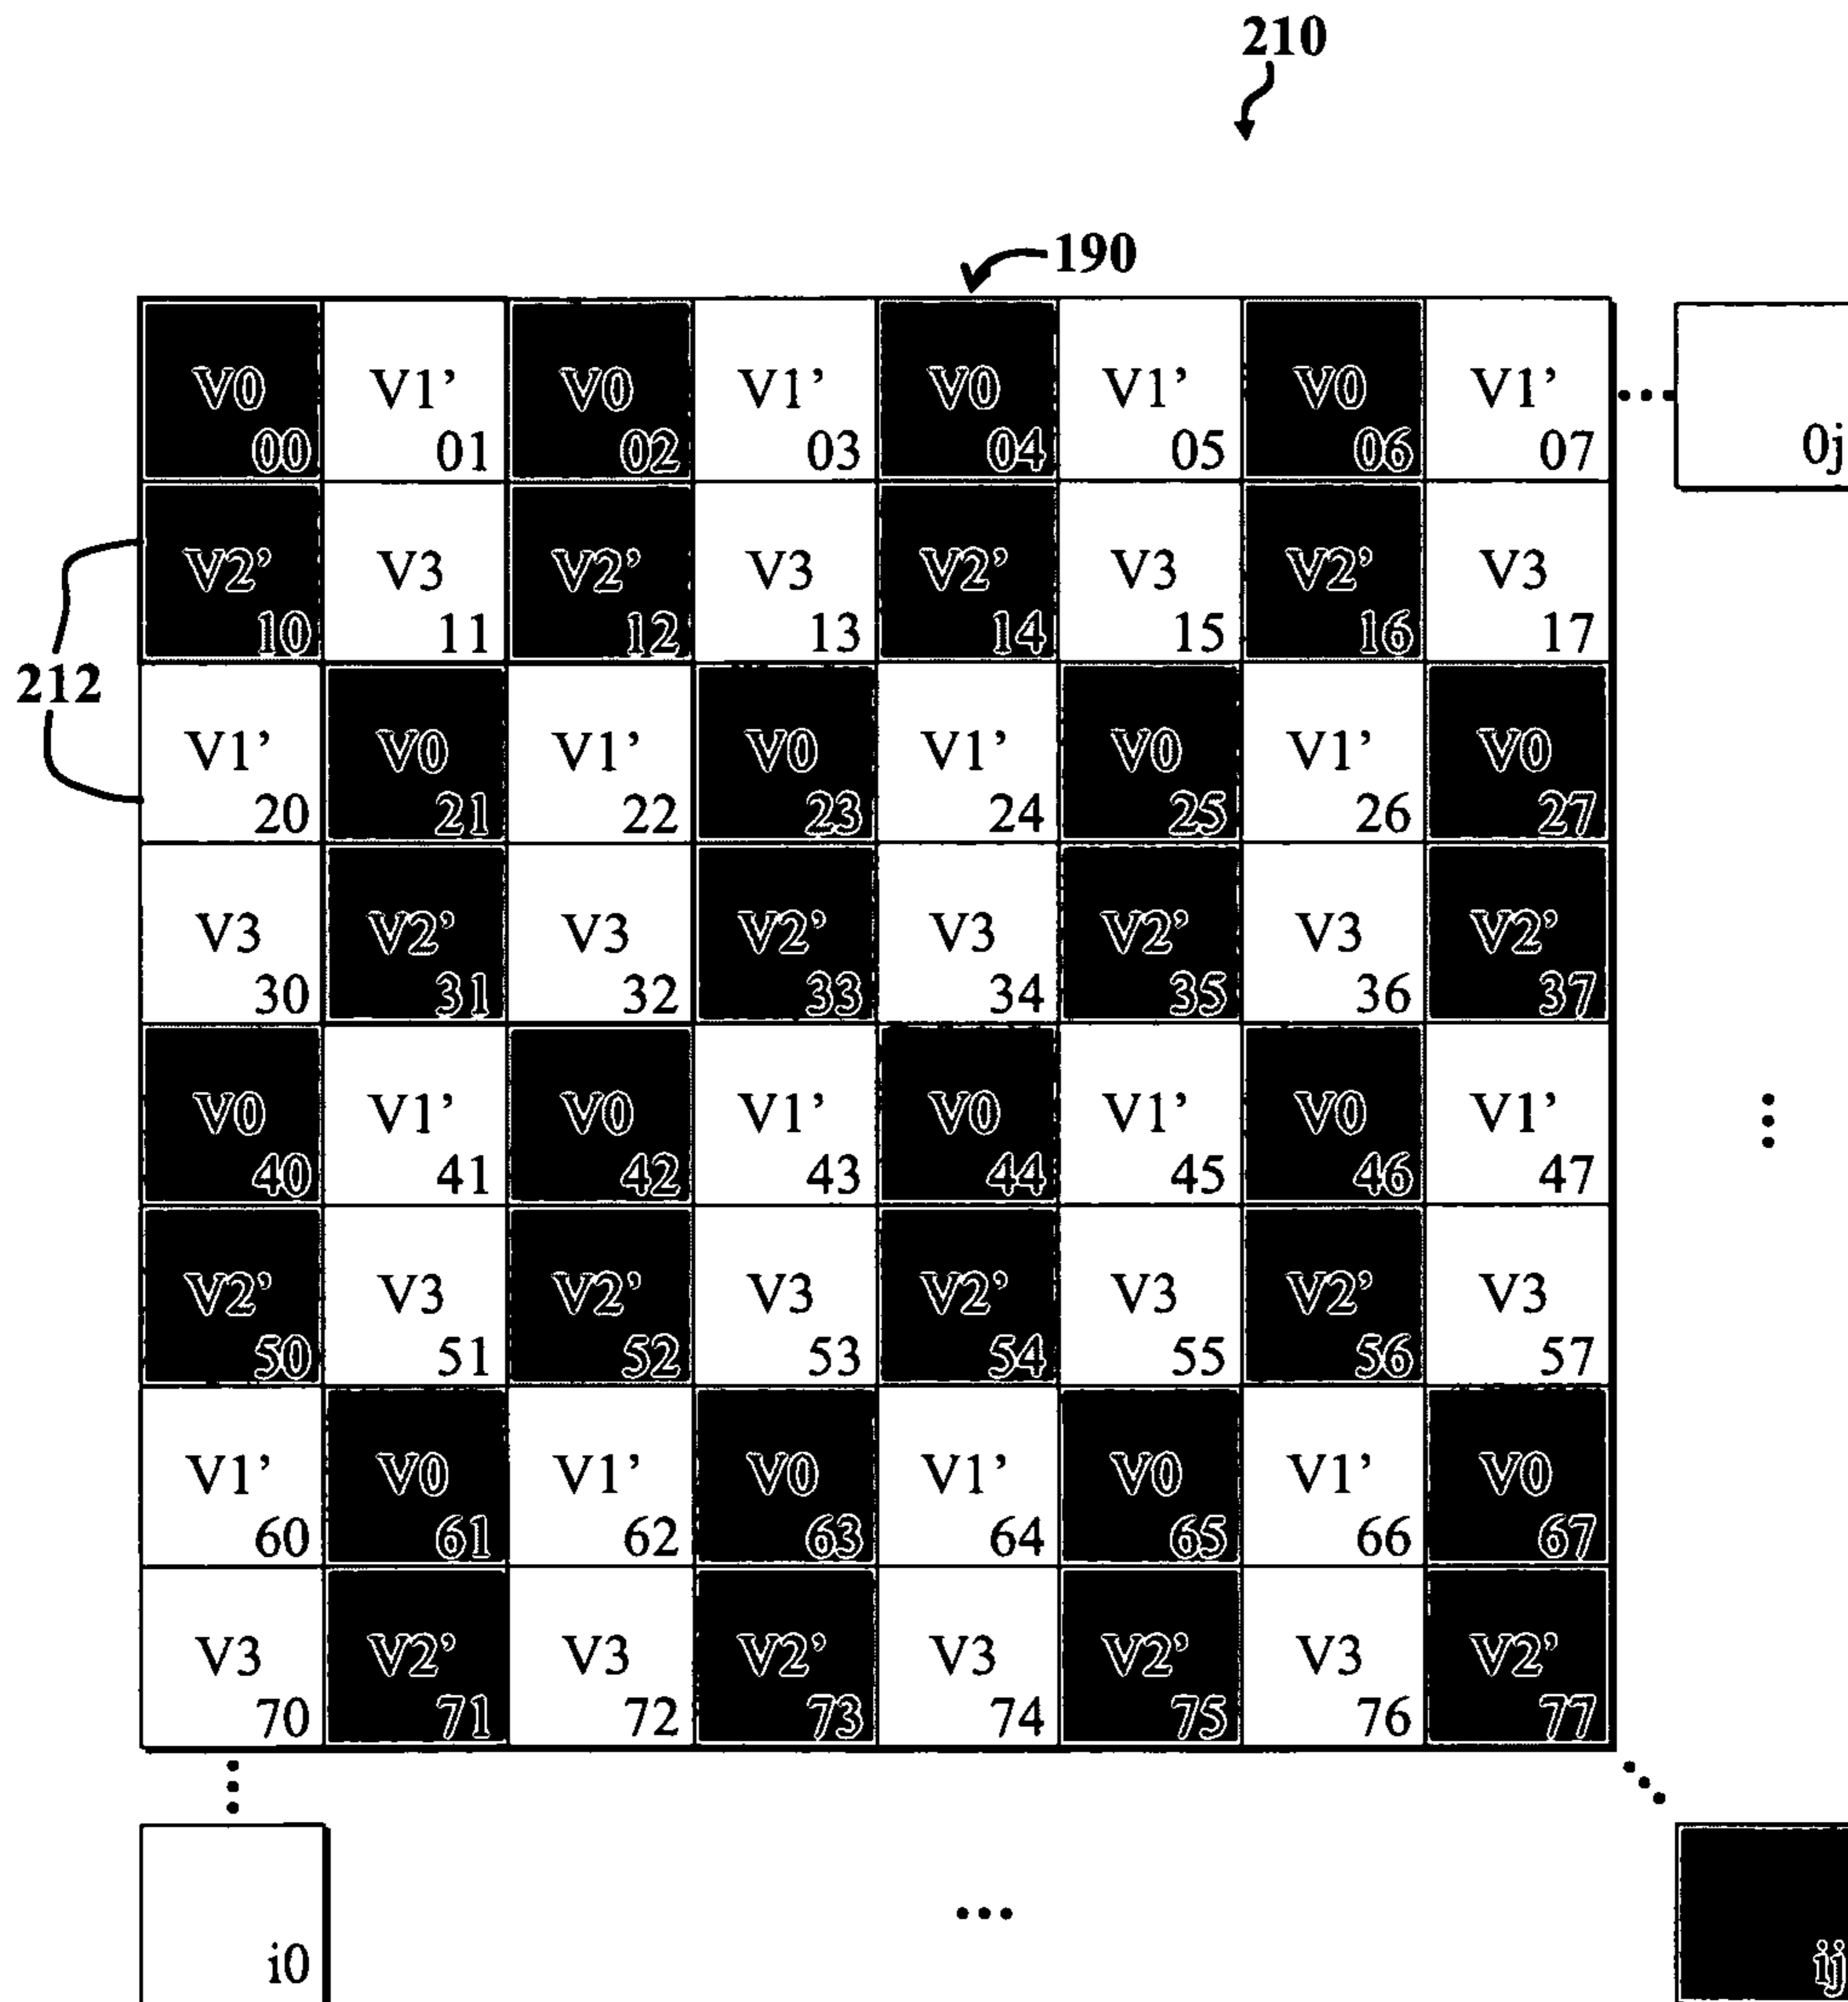 210
190
V0 V1’ V0 V1’ V0 V1’ V0 V1’
00 01 02 03 04 05 06 07 0j
V2’ V3 V2’ V3 V2’ V3 V2’ V3
10 11 12 13 14 15 16 17
212
V1’ V0 V1’ V0 V1’ V0 V1’ V0
20 21 22 23 24 25 26 27
V3 V2’ V3 V2’ V3 V2’ V3 V2’
30 31 32 33 34 35 36 37
V0 V1’ V0 V1’ V0 V1’ V0 V1’
40 41 42 43 44 45 46 47
V2’ V3 V2’ V3 V2’ V3 V2’ V3
50 51 52 53 54 55 56 57
V1’ V0 V1’ V0 V1’ V0 V1’ V0
60 61 62 63 64 65 66 67
V3 V2’ V3 V2’ V3 V2’ V3 V2’
70 71 72 73 74 75 76 77
i0 ij